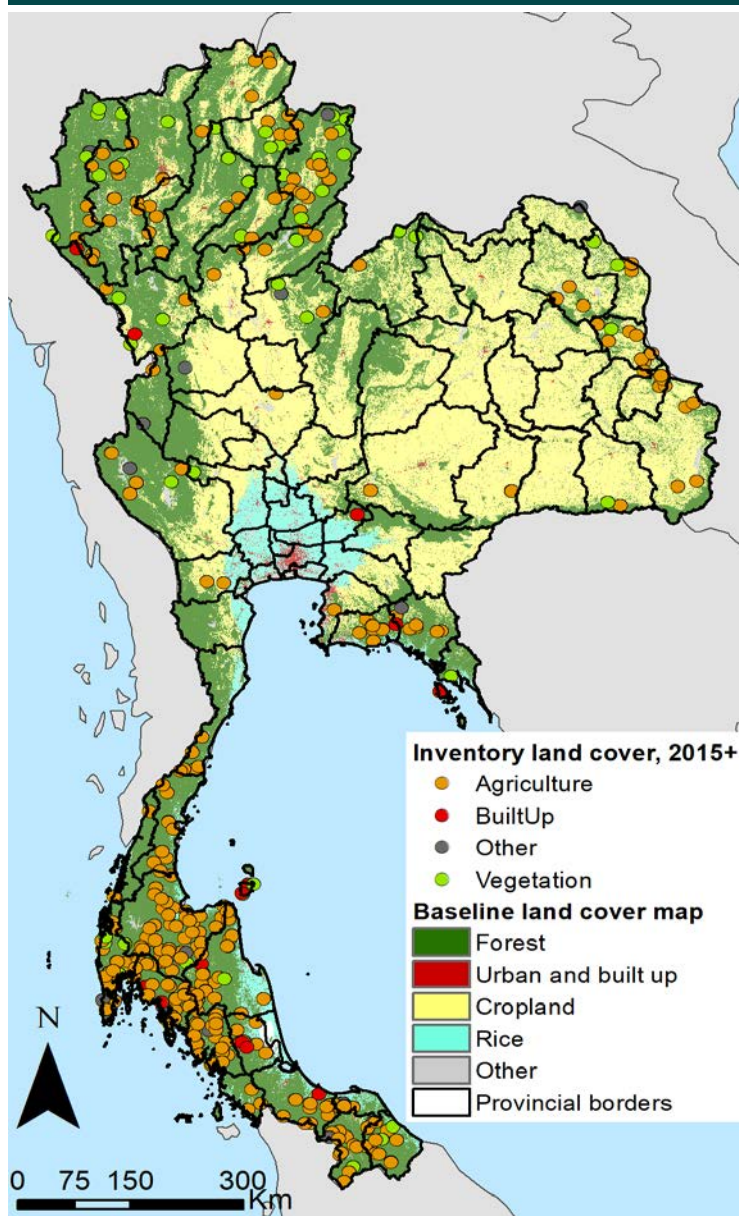 Inventory land cover, 2015+
Agriculture
BuiltUp
Other
Vegetation
Baseline land cover map
Forest
Urban and built up
Cropland
Rice
Other
Provincial borders
N
0 75 150 300
Km